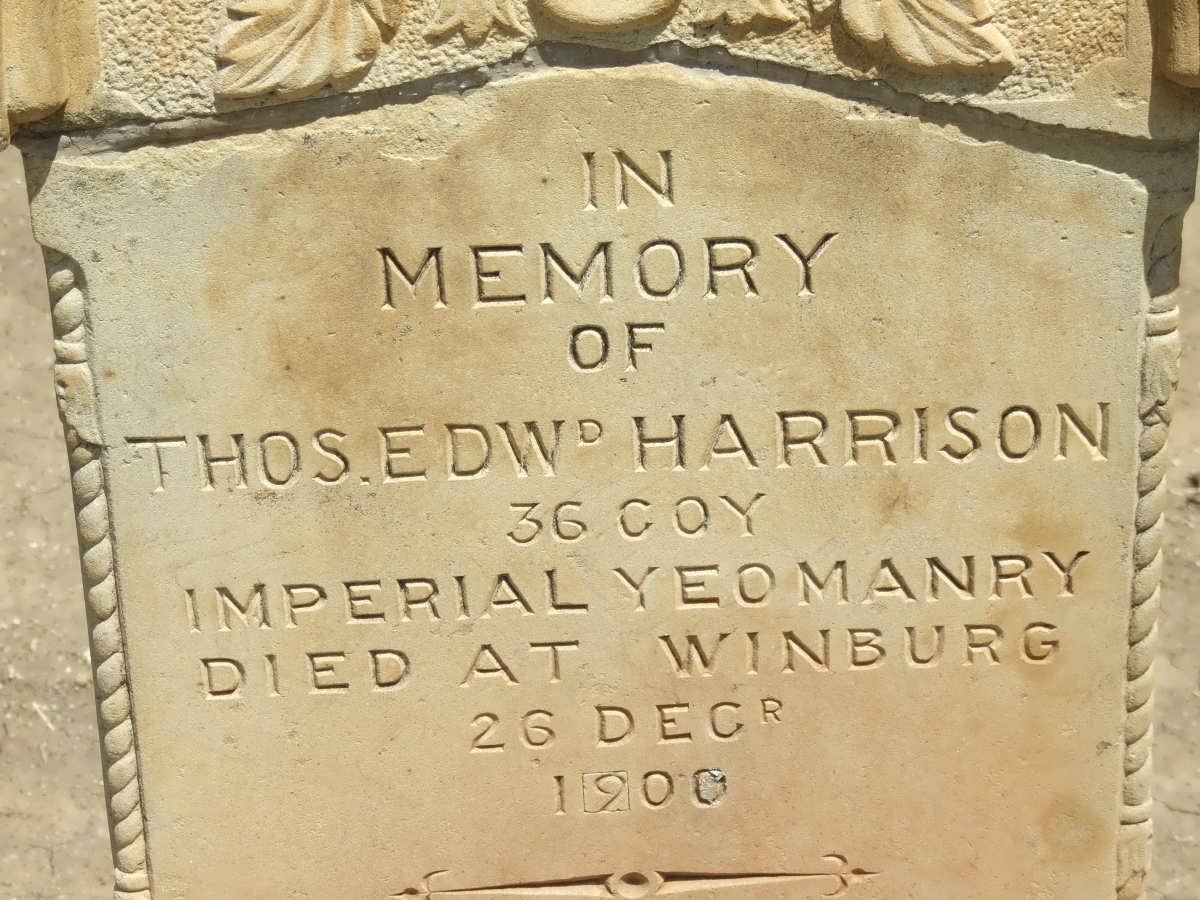 IN
MEMORY
OF
THOS. EDWD HARRISON
36 COY
IMPERIAL YEOMANRY
DIED AT WINBURG
26 DECR
1900